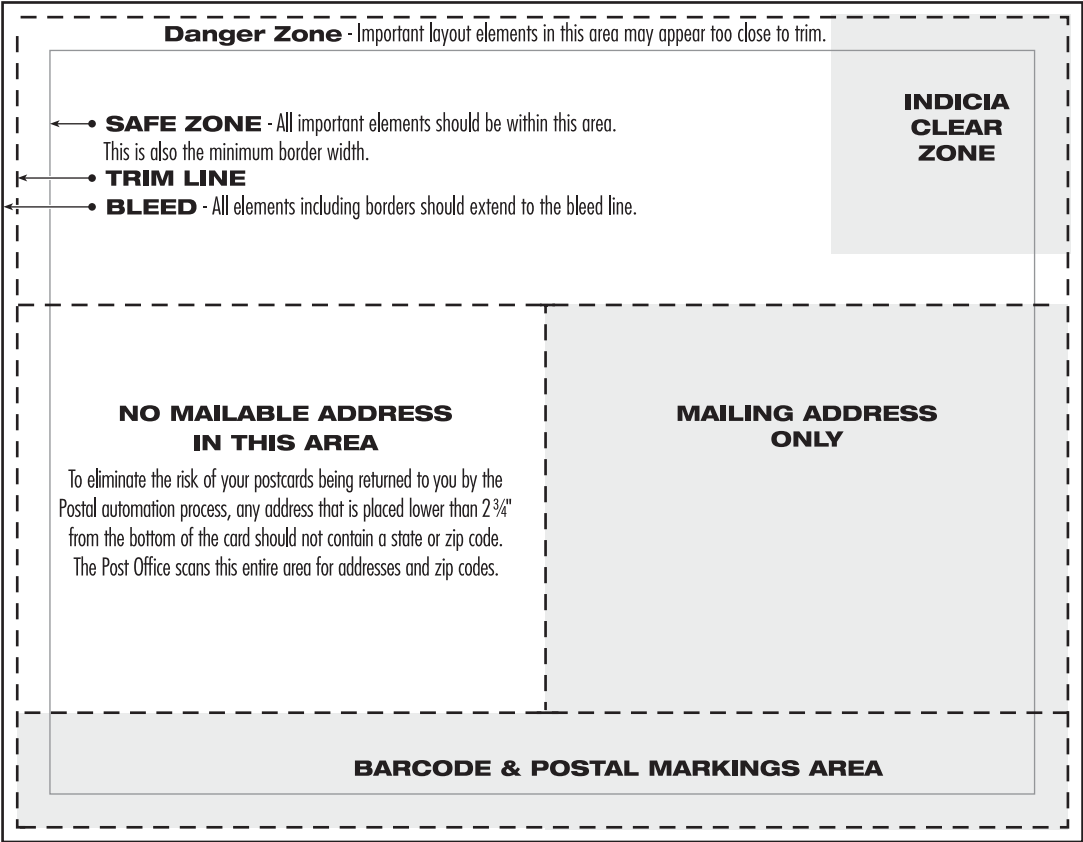 Danger Zone - Important layout elements in this area may appear too close to trim.
INDICIA
CLEAR
ZONE
• SAFE ZONE - All important elements should be within this area.
This is also the minimum border width.
• TRIM LINE
• BLEED - All elements including borders should extend to the bleed line.
NO MAILABLE ADDRESS
IN THIS AREA
To eliminate the risk of your postcards being returned to you by the
Postal automation process, any address that is placed lower than 2 ¾"
from the bottom of the card should not contain a state or zip code.
The Post Office scans this entire area for addresses and zip codes.
MAILING ADDRESS
ONLY
BARCODE & POSTAL MARKINGS AREA